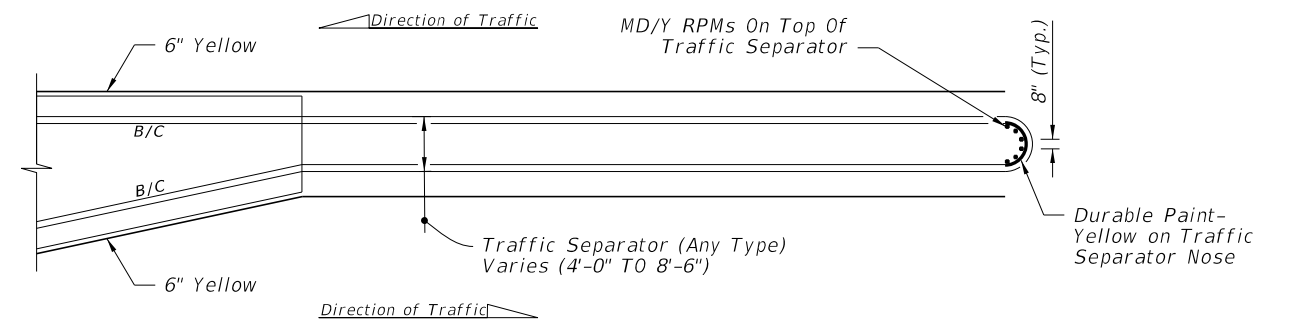 Direction of Traffic
MD/Y RPMs On Top Of
Traffic Separator
8" (Typ.)
6" Yellow
B/C
B/C
Traffic Separator (Any Type)
Varies (4'-0" TO 8'-6")
Durable Paint-
Yellow on Traffic
Separator Nose
6" Yellow
Direction of Traffic